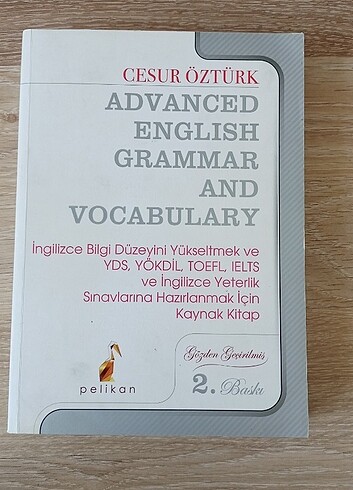 CESUR ÖZTÜRK
ADVANCED
ENGLISH
GRAMMAR
AND
VOCABULARY
İngilizce Bilgi Düzeyini Yükseltmek ve
YDS, YÖKDİL, TOEFL, IELTS
ve İngilizce Yeterlik
Sınavlarına Hazırlanmak İçin
Kaynak Kitap
pelikan
Gözden Geçirilmiş
2. Baskı